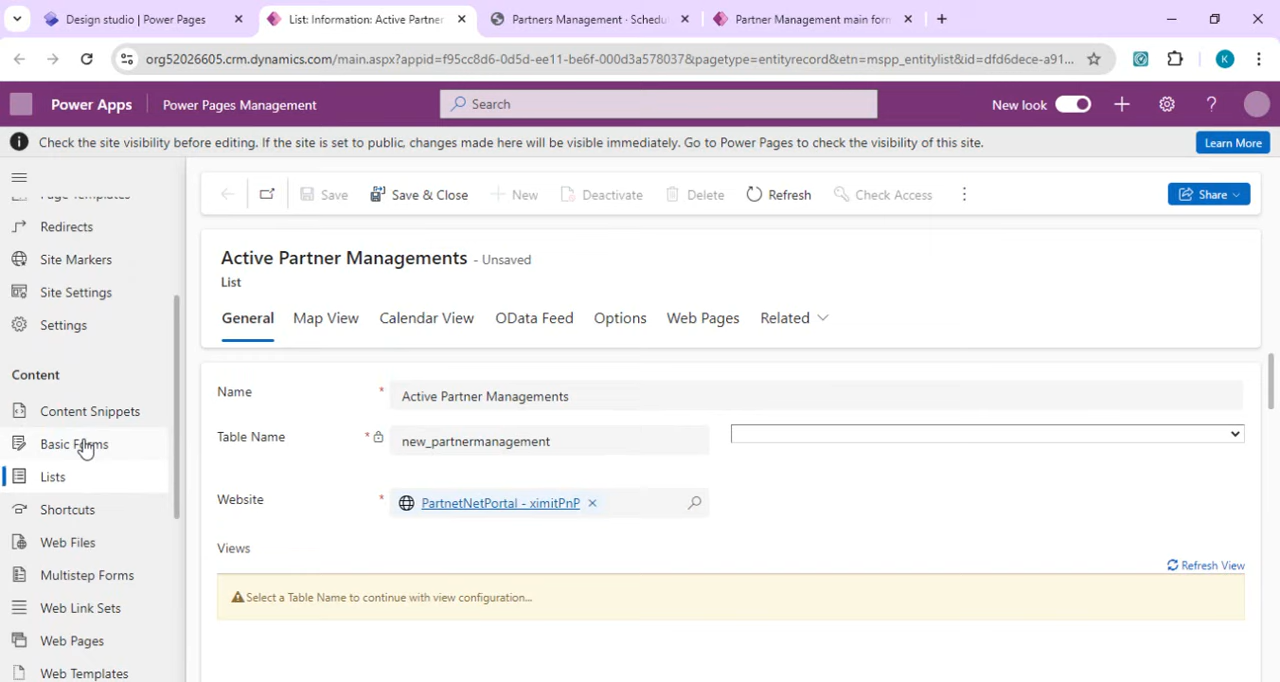 Design studio | Power Pages
List: Information: Active Partner
Partners Management · Schedu
Partner Management main form
org52026605.crm.dynamics.com/main.aspx?appid=f95cc8d6-0d5d-ee11-be6f-000d3a578037&pagetype=entityrecord&etn=mspp_entitylist&id=dfd6dece-a91...
K
Power Apps
Power Pages Management
Search
New look
Check the site visibility before editing. If the site is set to public, changes made here will be visible immediately. Go to Power Pages to check the visibility of this site.
Learn More
Page Templates
Redirects
Site Markers
Site Settings
Settings
Content
Content Snippets
Basic Forms
Lists
Shortcuts
Web Files
Multistep Forms
Web Link Sets
Web Pages
Web Templates
Save
Save & Close
New
Deactivate
Delete
Refresh
Check Access
Share
Active Partner Managements - Unsaved
List
General
Map View
Calendar View
OData Feed
Options
Web Pages
Related
Name * Active Partner Managements
Table Name * new_partnermanagement
Website * PartnetNetPortal - ximitPnP
Views
Refresh View
Select a Table Name to continue with view configuration...